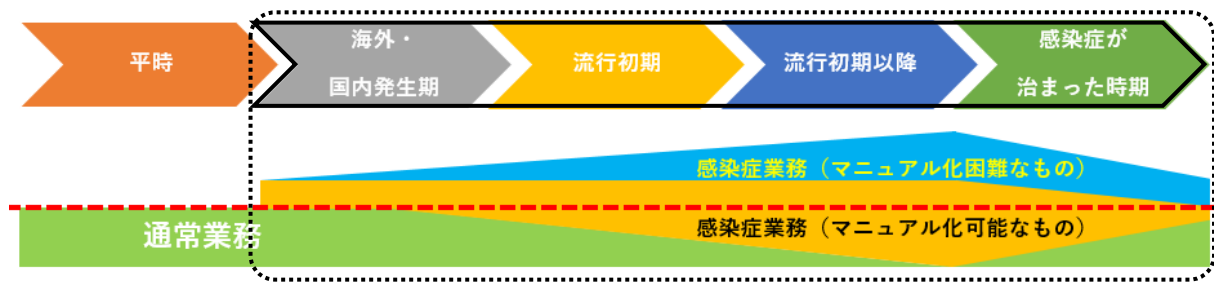 平時
海外・
国内発生期
流行初期
流行初期以降
感染症が
治まった時期
感染症業務（マニュアル化困難なもの）
通常業務
感染症業務（マニュアル化可能なもの）